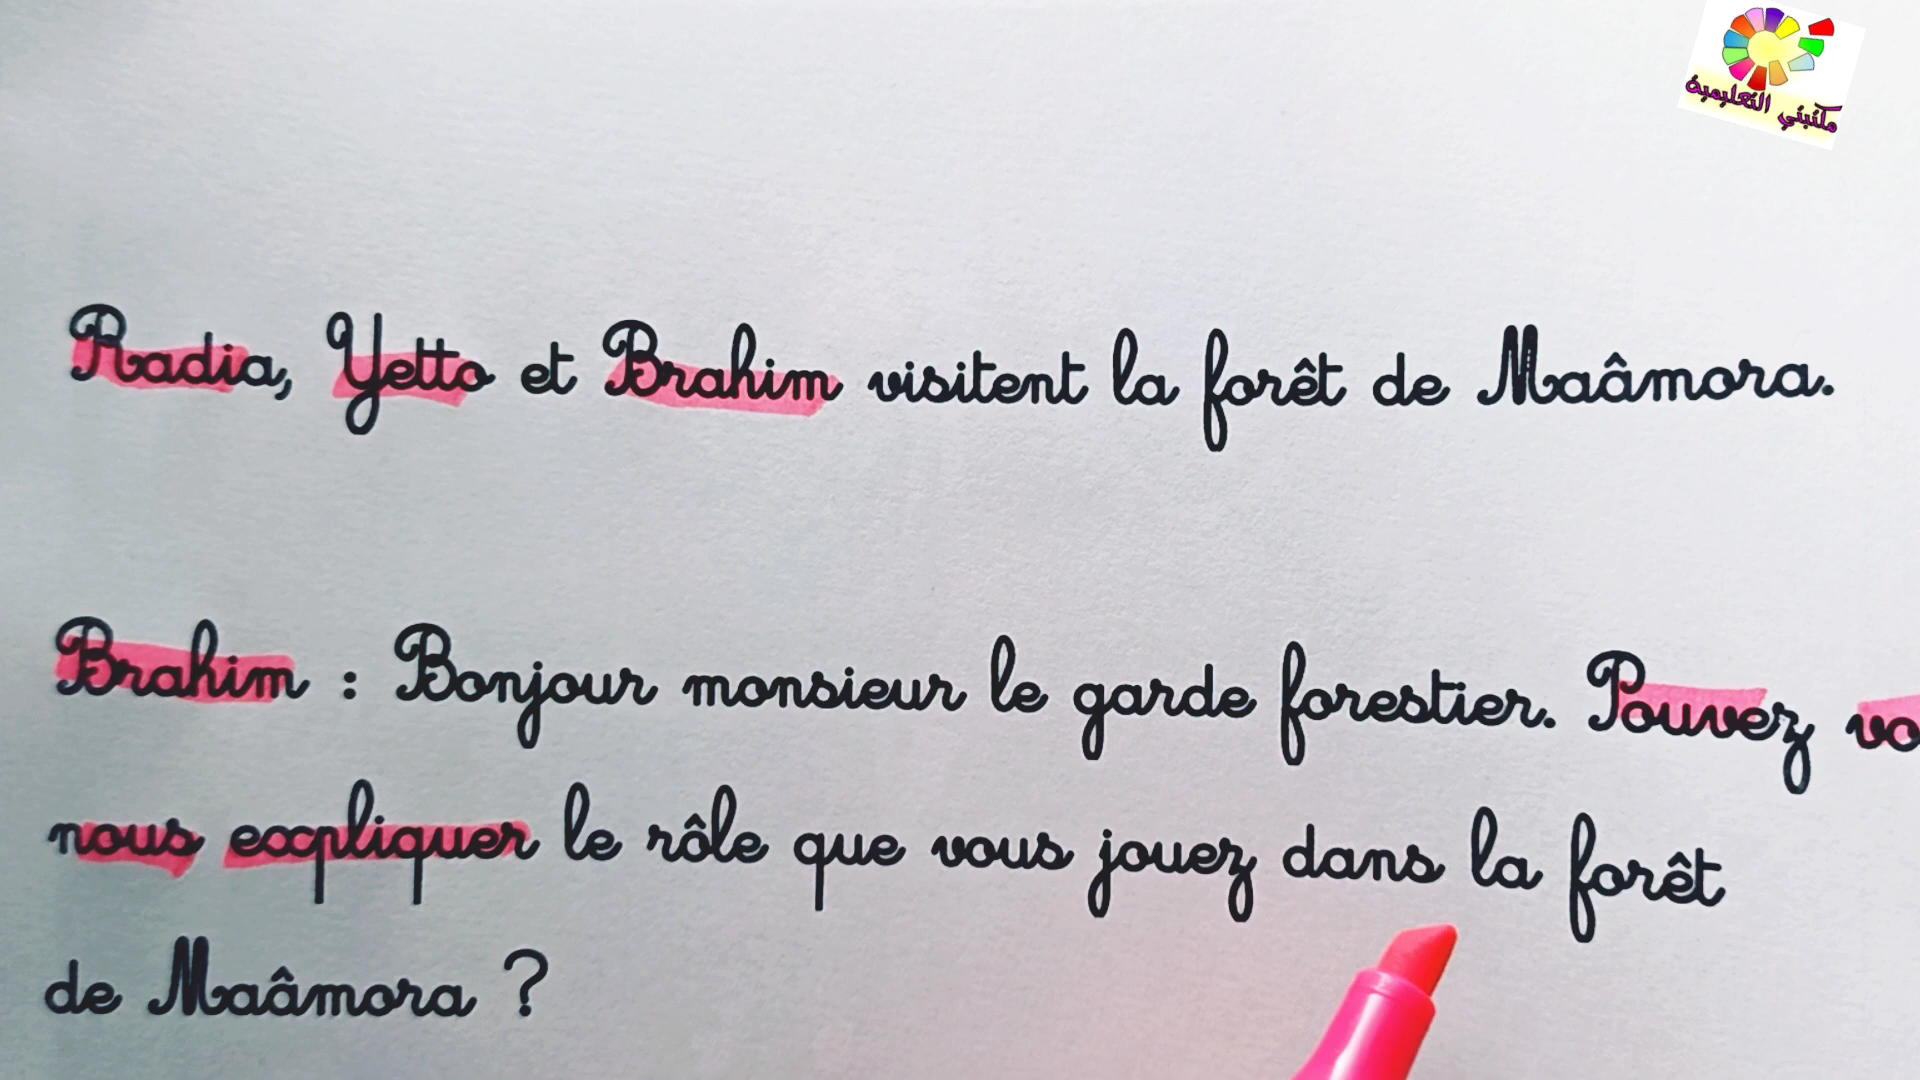 مكتبتي التعليمية
Radia, Yetto et Brahim visitent la forêt de Maâmora.
Brahim : Bonjour monsieur le garde forestier. Pouvez vo
nous expliquer le rôle que vous jouez dans la forêt
de Maâmora ?